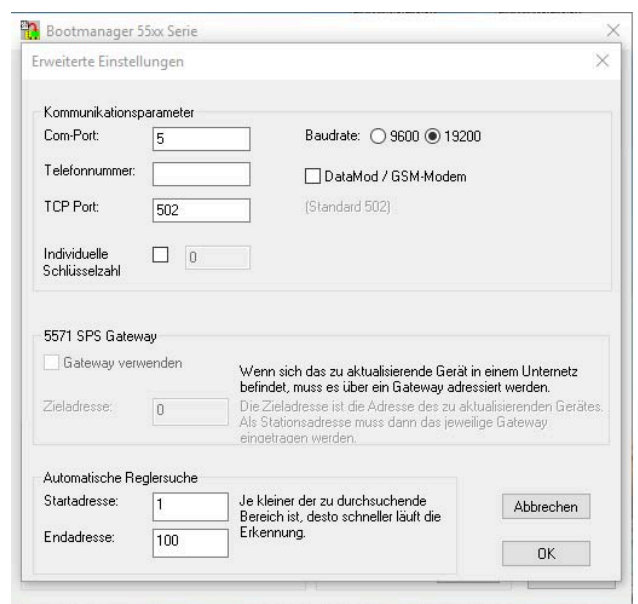 Bootmanager 55xx Serie
Erweiterte Einstellungen
Kommunikationsparameter
Com-Port: 5 Baudrate: 9600 19200
Telefonnummer: DataMod / GSM-Modem
TCP Port: 502 (Standard 502)
Individuelle
Schlüsselzahl 0
5571 SPS Gateway
Gateway verwenden
Wenn sich das zu aktualisierende Gerät in einem Unternetz
befindet, muss es über ein Gateway adressiert werden.
Zieladresse: 0 Die Zieladresse ist die Adresse des zu aktualisierenden Gerätes.
Als Stationsadresse muss dann das jeweilige Gateway
eingetragen werden.
Automatische Reglersuche
Startadresse: 1 Je kleiner der zu durchsuchende
Bereich ist, desto schneller läuft die
Erkennung.
Endadresse: 100
Abbrechen
OK